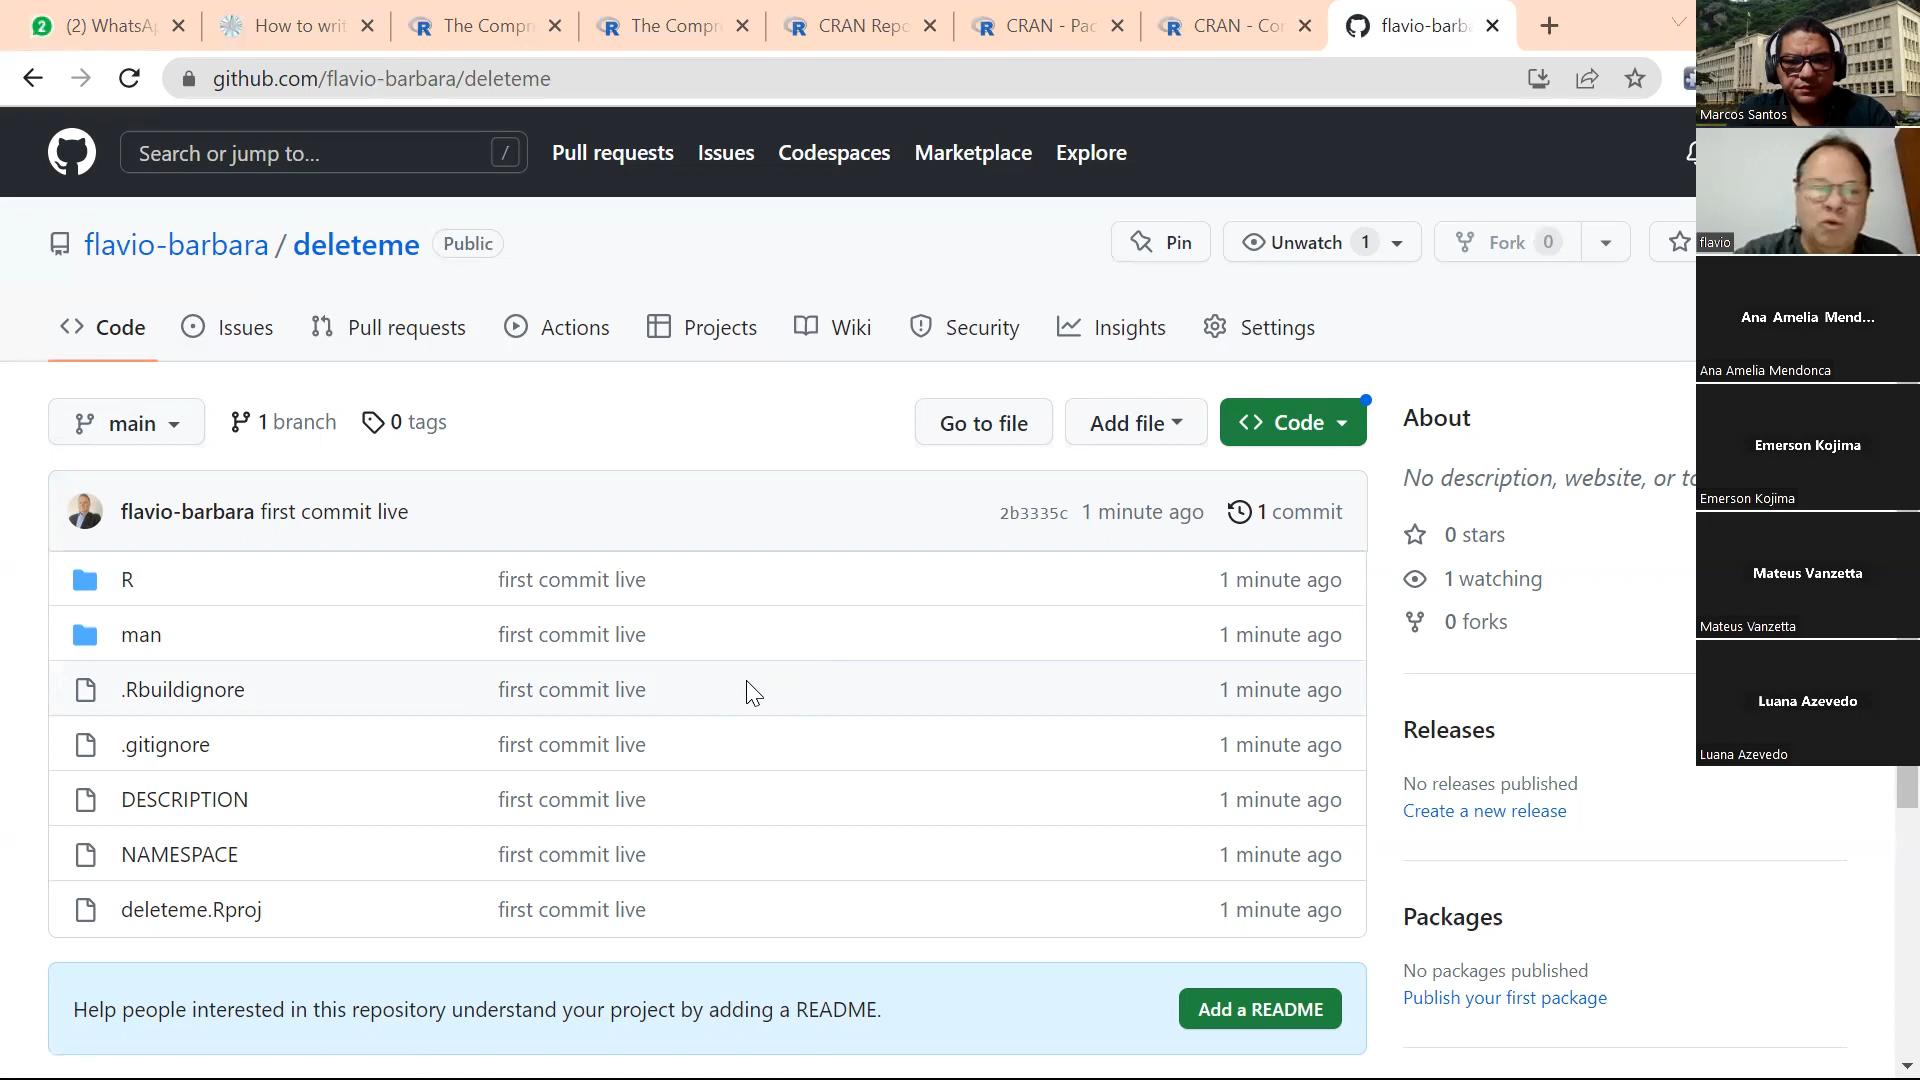 2 (2) WhatsA
How to writ
The Compr
The Compr
CRAN Repo
CRAN - Pac
CRAN - Cor
flavio-barb
github.com/flavio-barbara/deleteme
Search or jump to... /
Pull requests Issues Codespaces Marketplace Explore
flavio-barbara / deleteme Public
Pin Unwatch 1 Fork 0
Code Issues Pull requests Actions Projects Wiki Security Insights Settings
main 1 branch 0 tags Go to file Add file Code
flavio-barbara first commit live 2b3335c 1 minute ago 1 commit
R first commit live 1 minute ago
man first commit live 1 minute ago
.Rbuildignore first commit live 1 minute ago
.gitignore first commit live 1 minute ago
DESCRIPTION first commit live 1 minute ago
NAMESPACE first commit live 1 minute ago
deleteme.Rproj first commit live 1 minute ago
Help people interested in this repository understand your project by adding a README. Add a README
About
No description, website, or to
0 stars
1 watching
0 forks
Releases
No releases published
Create a new release
Packages
No packages published
Publish your first package
Marcos Santos
flavio
Ana Amelia Mend...
Ana Amelia Mendonca
Emerson Kojima
Emerson Kojima
Mateus Vanzetta
Mateus Vanzetta
Luana Azevedo
Luana Azevedo